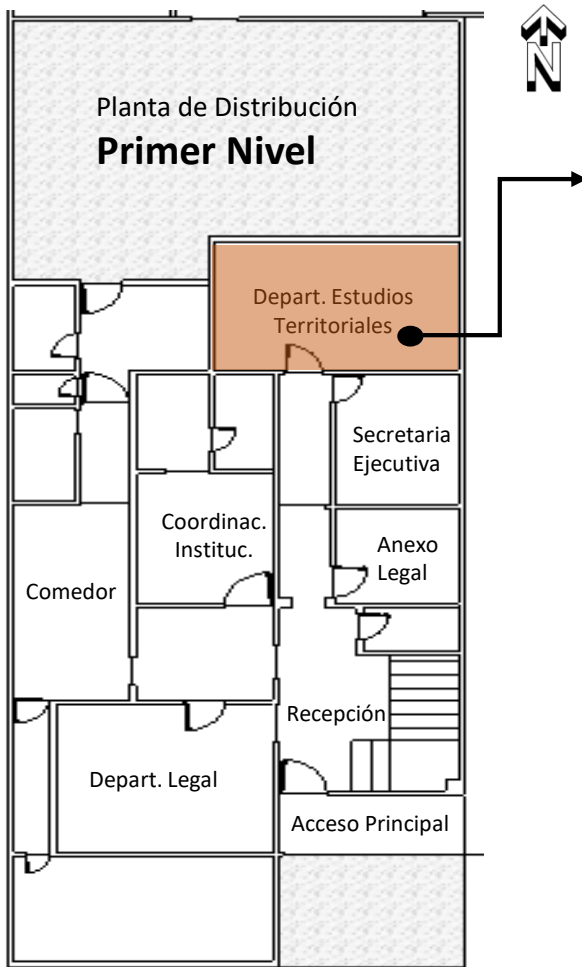 N
Planta de Distribución
Primer Nivel
Depart. Estudios
Territoriales
Secretaria
Ejecutiva
Coordinac.
Instituc.
Anexo
Legal
Comedor
Recepción
Depart. Legal
Acceso Principal